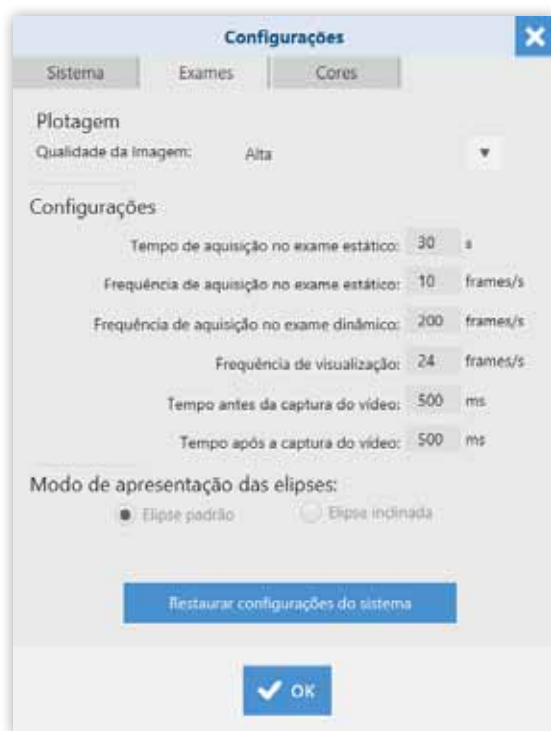 Configurações
Sistema Exames Cores
Plotagem
Qualidade da Imagem: Alta
Configurações
Tempo de aquisição no exame estático: 30 s
Frequência de aquisição no exame estático: 10 frames/s
Frequência de aquisição no exame dinâmico: 200 frames/s
Frequência de visualização: 24 frames/s
Tempo antes da captura do vídeo: 500 ms
Tempo após a captura do vídeo: 500 ms
Modo de apresentação das elipses:
Elipse padrão Elipse inclinada
Restaurar configurações do sistema
OK